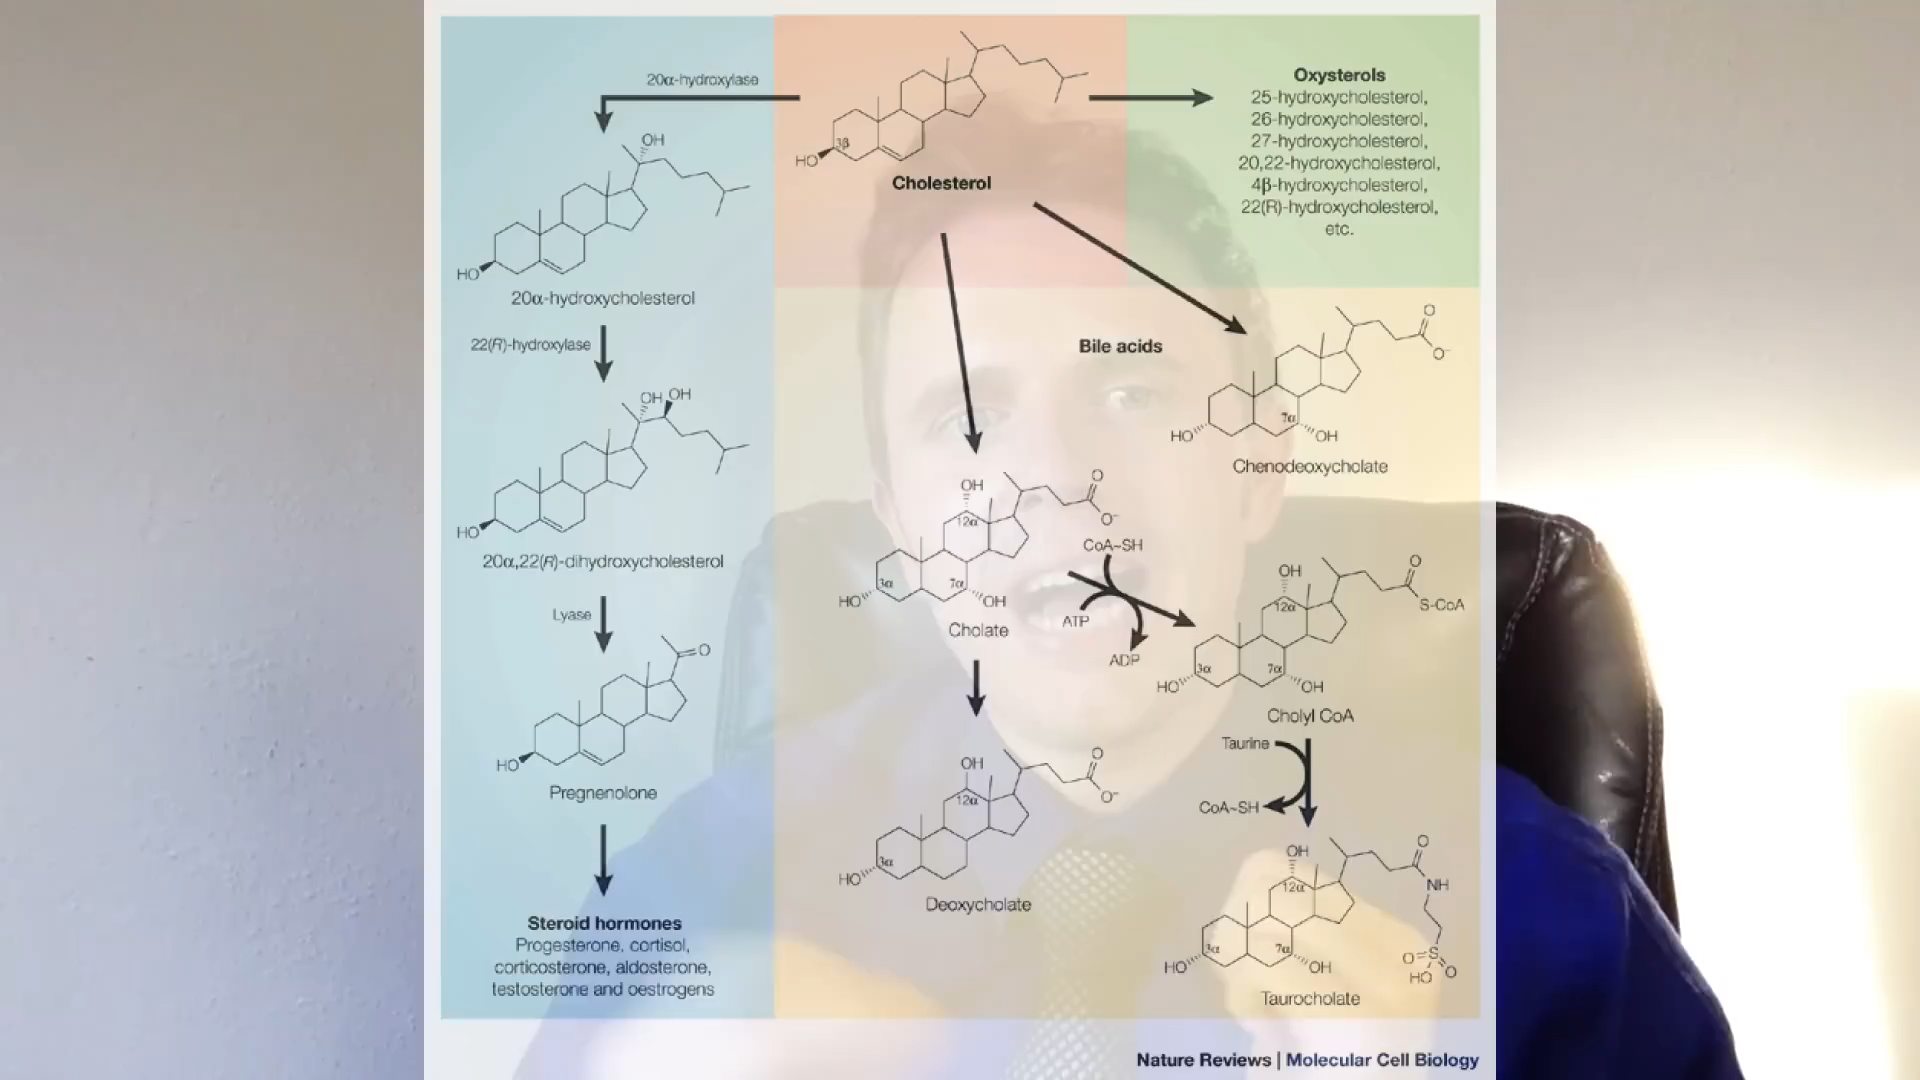 20α-hydroxylase
OH
HO
20α-hydroxycholesterol
22(R)-hydroxylase
OH OH
HO
20α,22(R)-dihydroxycholesterol
Lyase
O
HO
Pregnenolone
Steroid hormones
Progesterone, cortisol,
corticosterone, aldosterone,
testosterone and oestrogens
3β
HO
Cholesterol
Oxysterols
25-hydroxycholesterol,
26-hydroxycholesterol,
27-hydroxycholesterol,
20,22-hydroxycholesterol,
4β-hydroxycholesterol,
22(R)-hydroxycholesterol,
etc.
Bile acids
O
O⁻
7α
HO
OH
Chenodeoxycholate
OH
O
12α
O⁻
3α
7α
HO
OH
Cholate
CoA~SH
ATP
ADP
OH
O
12α
S-CoA
3α
7α
HO
OH
Cholyl CoA
Taurine
CoA~SH
OH
O
12α
O⁻
3α
HO
Deoxycholate
OH
O
12α
NH
3α
7α
HO
OH
O=S=O
HO
Taurocholate
Nature Reviews | Molecular Cell Biology